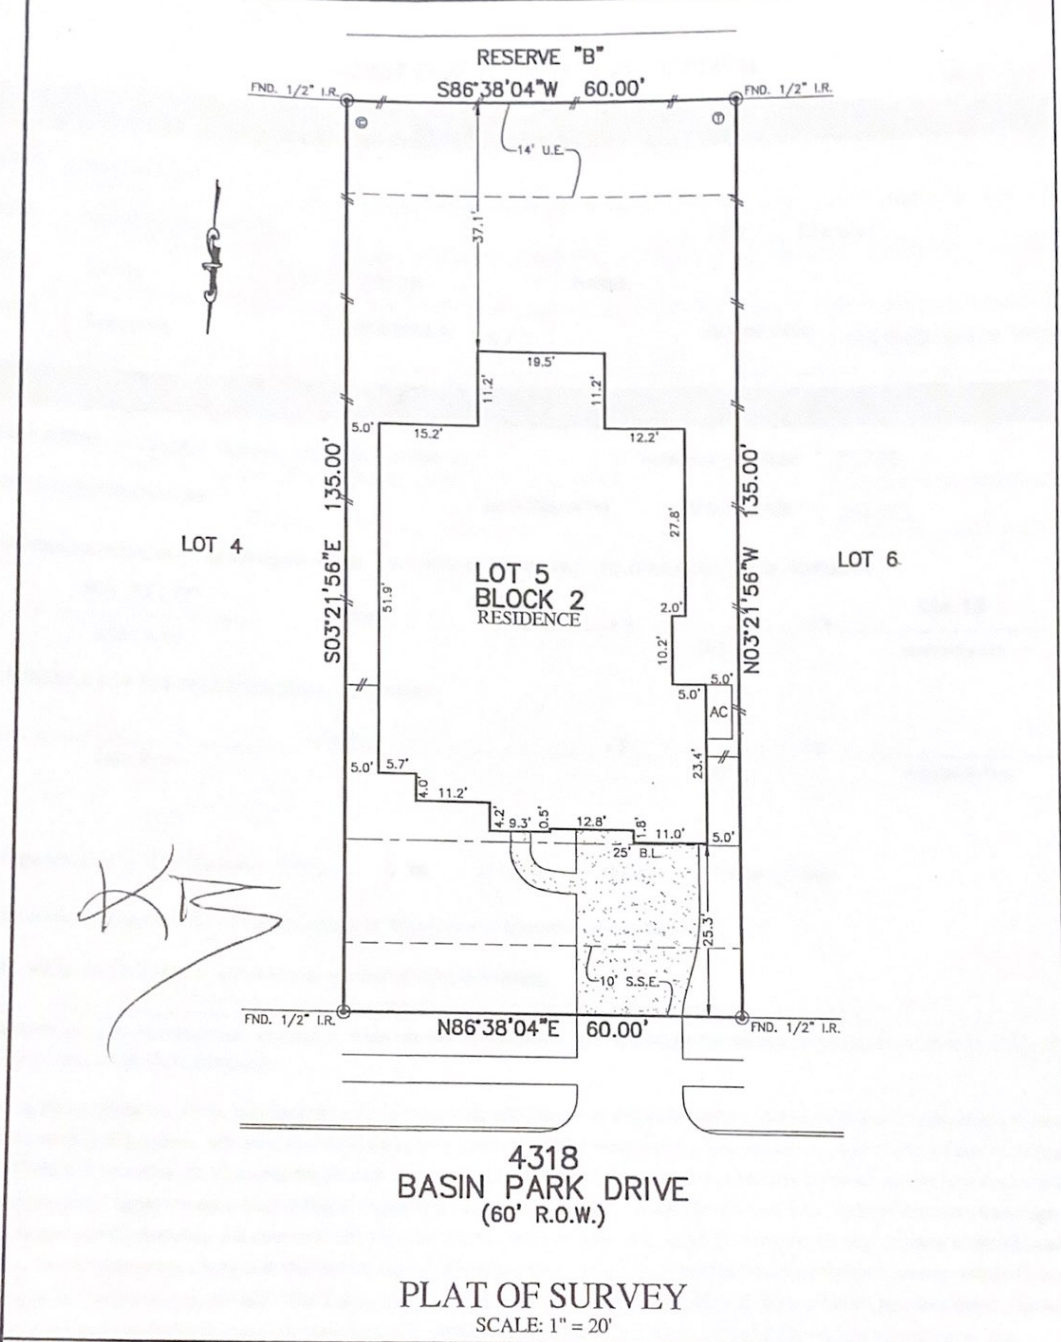 RESERVE "B"
FND. 1/2" I.R.
S86°38'04"W 60.00'
FND. 1/2" I.R.
C
T
14' U.E.
37.1'
19.5'
11.2'
11.2'
5.0'
15.2'
12.2'
S03°21'56"E 135.00'
N03°21'56"W 135.00'
27.8'
LOT 4
LOT 6
LOT 5
BLOCK 2
RESIDENCE
51.9'
2.0'
10.2'
5.0'
5.0'
AC
23.4'
5.0'
5.7'
4.0'
11.2'
4.2'
9.3'
0.5'
12.8'
1.8'
11.0'
5.0'
25' B.L.
25.3'
10' S.S.E.
FND. 1/2" I.R.
N86°38'04"E 60.00'
FND. 1/2" I.R.
4318
BASIN PARK DRIVE
(60' R.O.W.)
PLAT OF SURVEY
SCALE: 1" = 20'